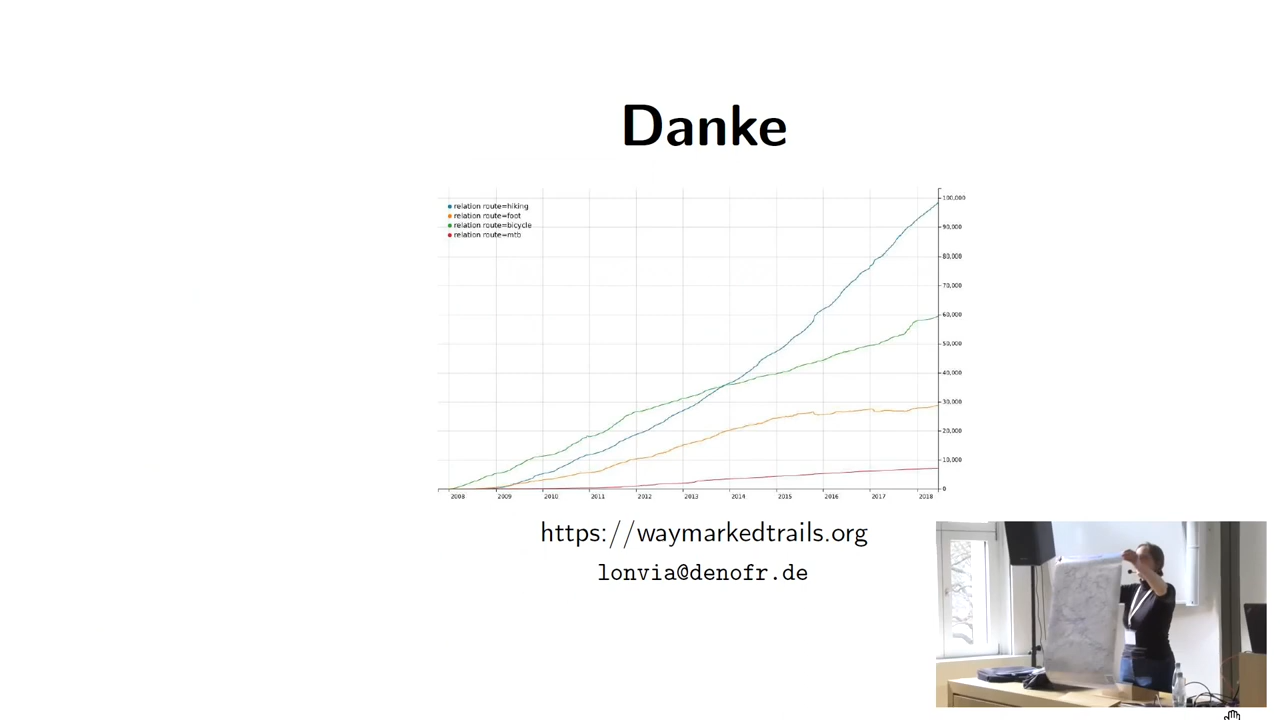 Danke
relation route=hiking
relation route=foot
relation route=bicycle
relation route=mtb
100,000
90,000
80,000
70,000
60,000
50,000
40,000
30,000
20,000
10,000
0
2008 2009 2010 2011 2012 2013 2014 2015 2016 2017 2018
https://waymarkedtrails.org
lonvia@denofr.de